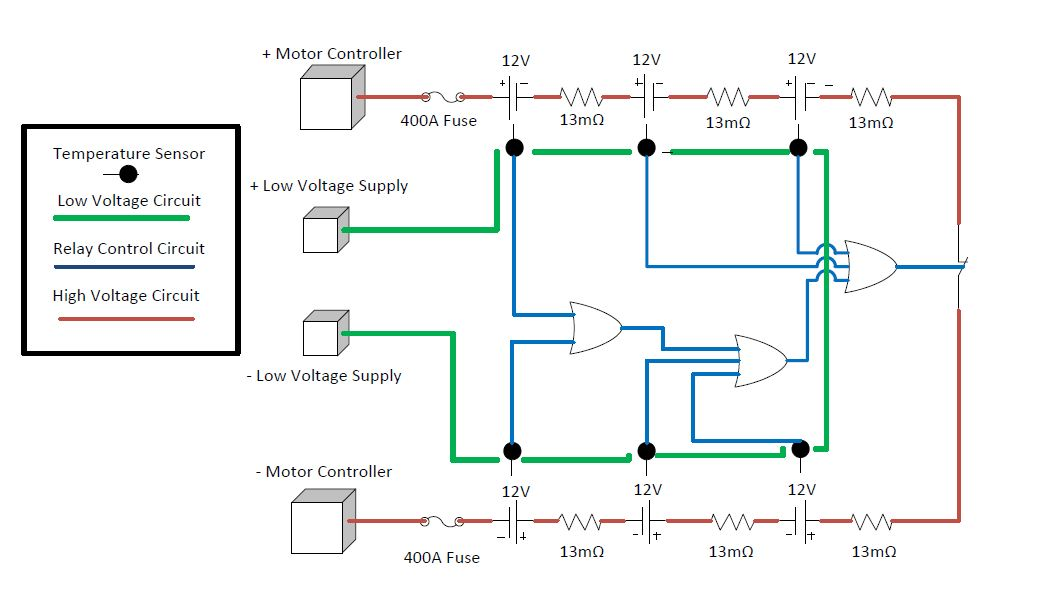 + Motor Controller
12V
12V
12V
+ − + − + − −
400A Fuse
13mΩ
13mΩ
13mΩ
Temperature Sensor
Low Voltage Circuit
Relay Control Circuit
High Voltage Circuit
+ Low Voltage Supply
- Low Voltage Supply
- Motor Controller
12V
12V
12V
− + - + - +
400A Fuse
13mΩ
13mΩ
13mΩ